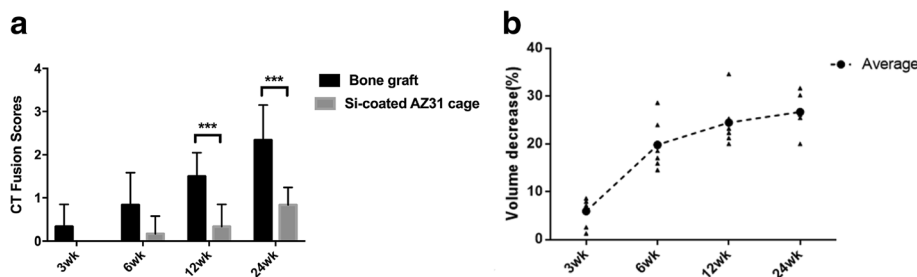 a
CT Fusion Scores
4
3
2
1
0
***
***
3wk
6wk
12wk
24wk
Bone graft
Si-coated AZ31 cage
b
Volume decrease(%)
40
30
20
10
0
3wk
6wk
12wk
24wk
Average